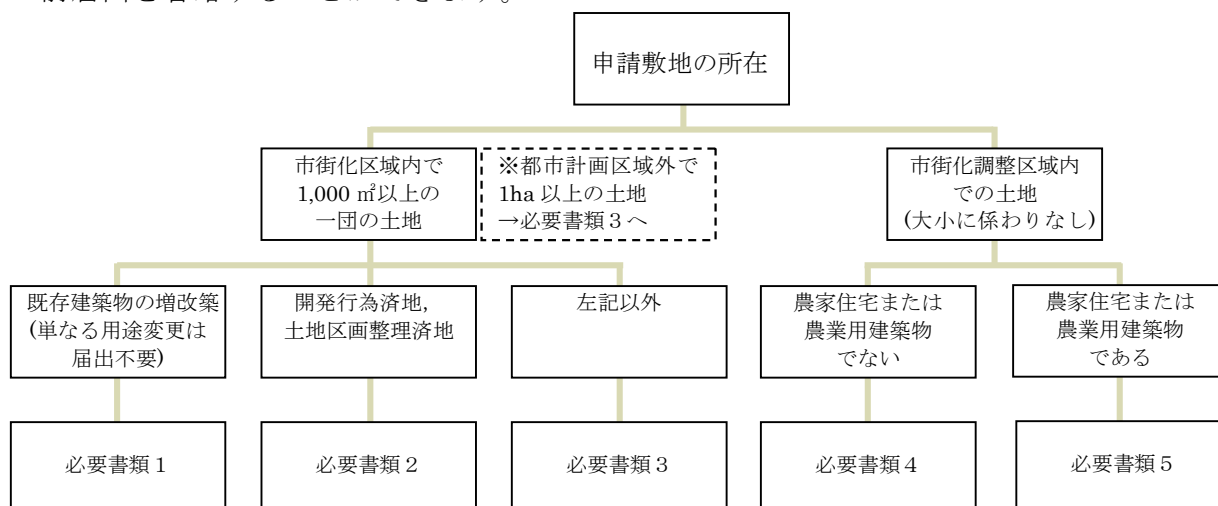 申請敷地の所在
市街化区域内で
1,000 ㎡以上の
一団の土地
※都市計画区域外で
1ha 以上の土地
→必要書類３へ
市街化調整区域内
での土地
(大小に係わりなし)
既存建築物の増改築
(単なる用途変更は
届出不要)
開発行為済地,
土地区画整理済地
左記以外
農家住宅または
農業用建築物
でない
農家住宅または
農業用建築物
である
必要書類１
必要書類２
必要書類３
必要書類４
必要書類５